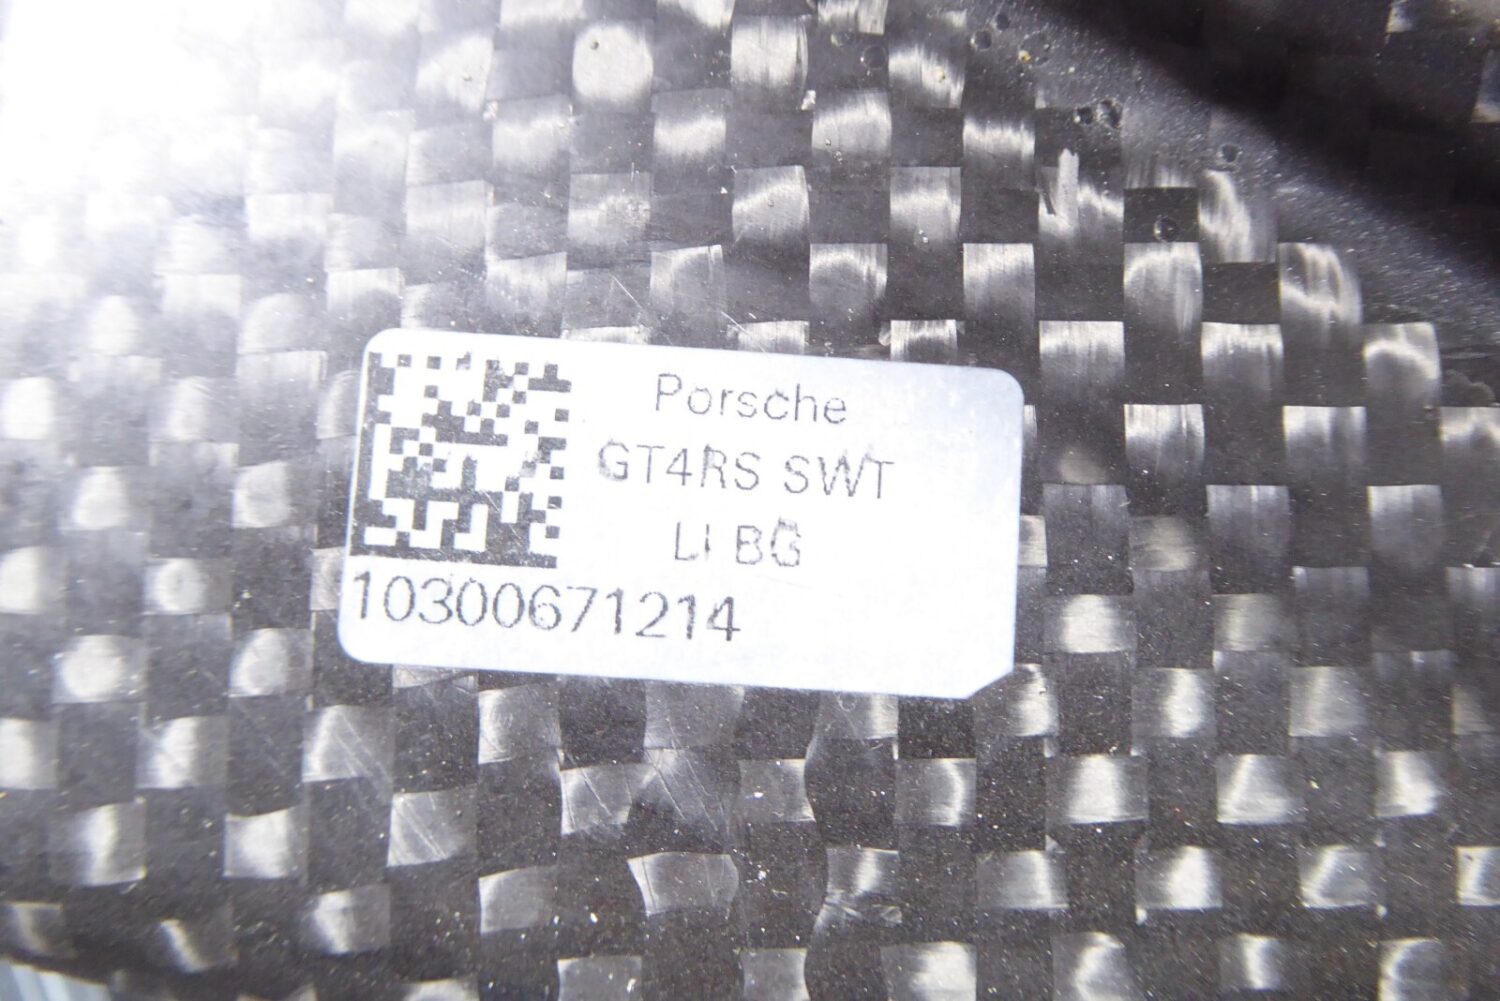 Porsche
GT4RS SWT
LI BG
10300671214